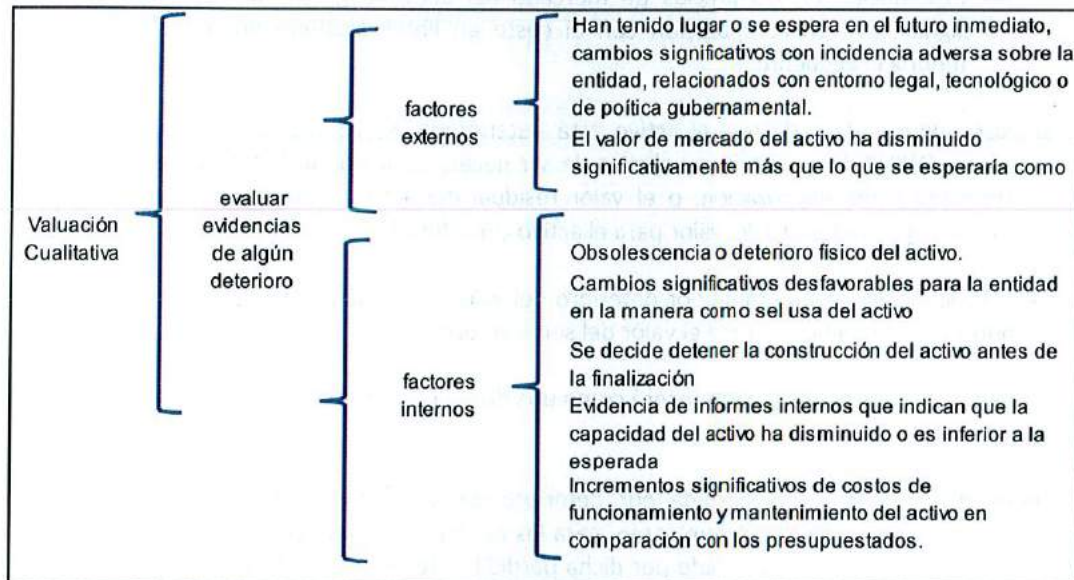 Valuación
Cualitativa
evaluar
evidencias
de algún
deterioro
factores
externos
Han tenido lugar o se espera en el futuro inmediato,
cambios significativos con incidencia adversa sobre la
entidad, relacionados con entorno legal, tecnológico o
de política gubernamental.
El valor de mercado del activo ha disminuido
significativamente más que lo que se esperaría como
factores
internos
Obsolescencia o deterioro físico del activo.
Cambios significativos desfavorables para la entidad
en la manera como sel usa del activo
Se decide detener la construcción del activo antes de
la finalización
Evidencia de informes internos que indican que la
capacidad del activo ha disminuido o es inferior a la
esperada
Incrementos significativos de costos de
funcionamiento y mantenimiento del activo en
comparación con los presupuestados.